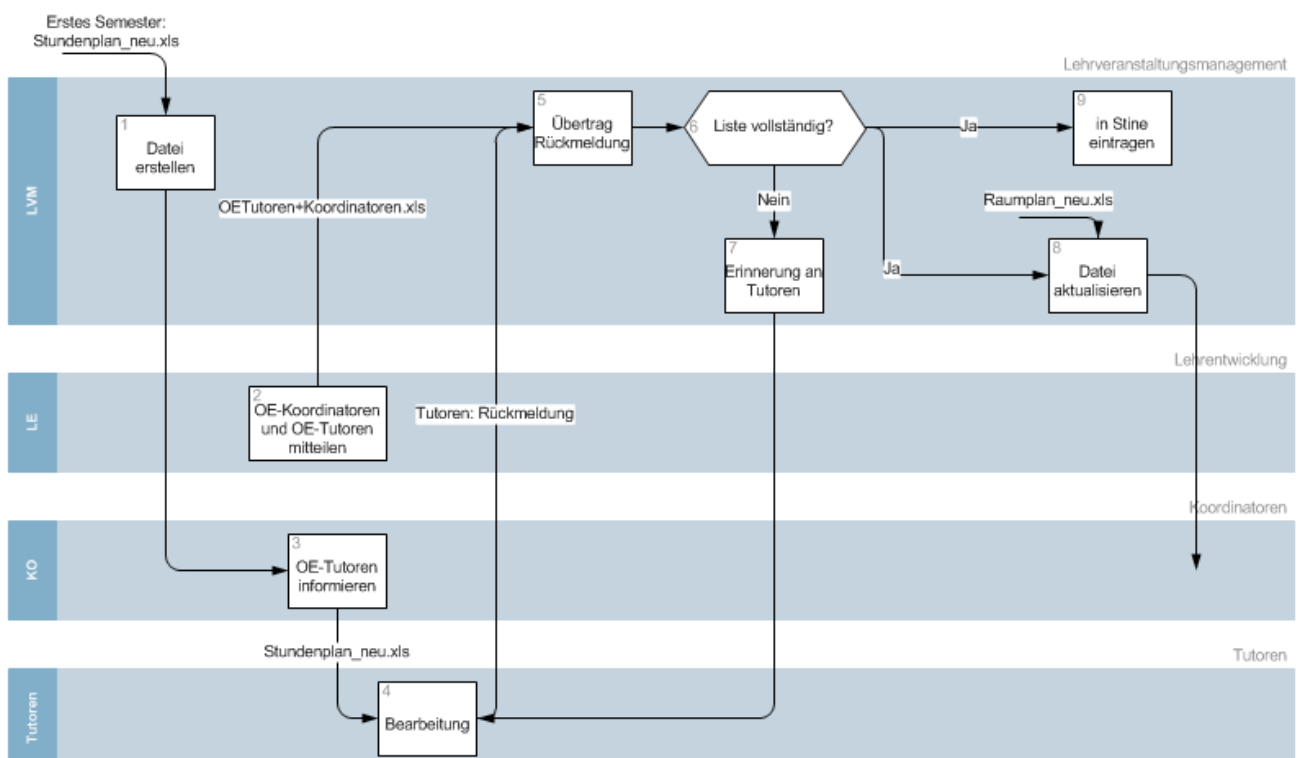 Erstes Semester:
Stundenplan_neu.xls
Lehrveranstaltungsmanagement
LVM
1
Datei
erstellen
OETutoren+Koordinatoren.xls
5
Übertrag
Rückmeldung
6
Liste vollständig?
Ja
9
in Stine
eintragen
Nein
Raumplan_neu.xls
7
Erinnerung an
Tutoren
Ja
8
Datei
aktualisieren
Lehrentwicklung
LE
2
OE-Koordinatoren
und OE-Tutoren
mitteilen
Tutoren: Rückmeldung
Koordinatoren
KO
3
OE-Tutoren
informieren
Stundenplan_neu.xls
Tutoren
Tutoren
4
Bearbeitung